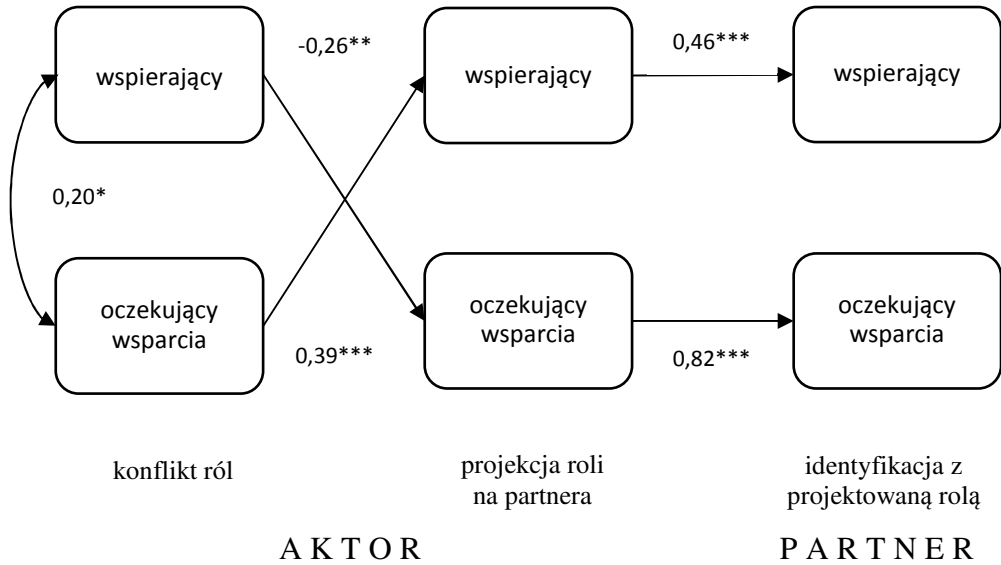 -0,26**
0,46***
wspierający
wspierający
wspierający
0,20*
oczekujący
wsparcia
oczekujący
wsparcia
oczekujący
wsparcia
0,39***
0,82***
konflikt ról
projekcja roli
na partnera
identyfikacja z
projektowaną rolą
A K T O R
P A R T N E R